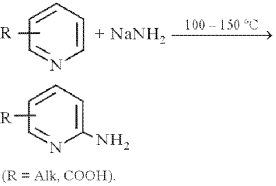 R
N
+ NaNH₂
100 – 150 °C
R
N
NH₂
(R = Alk, COOH).